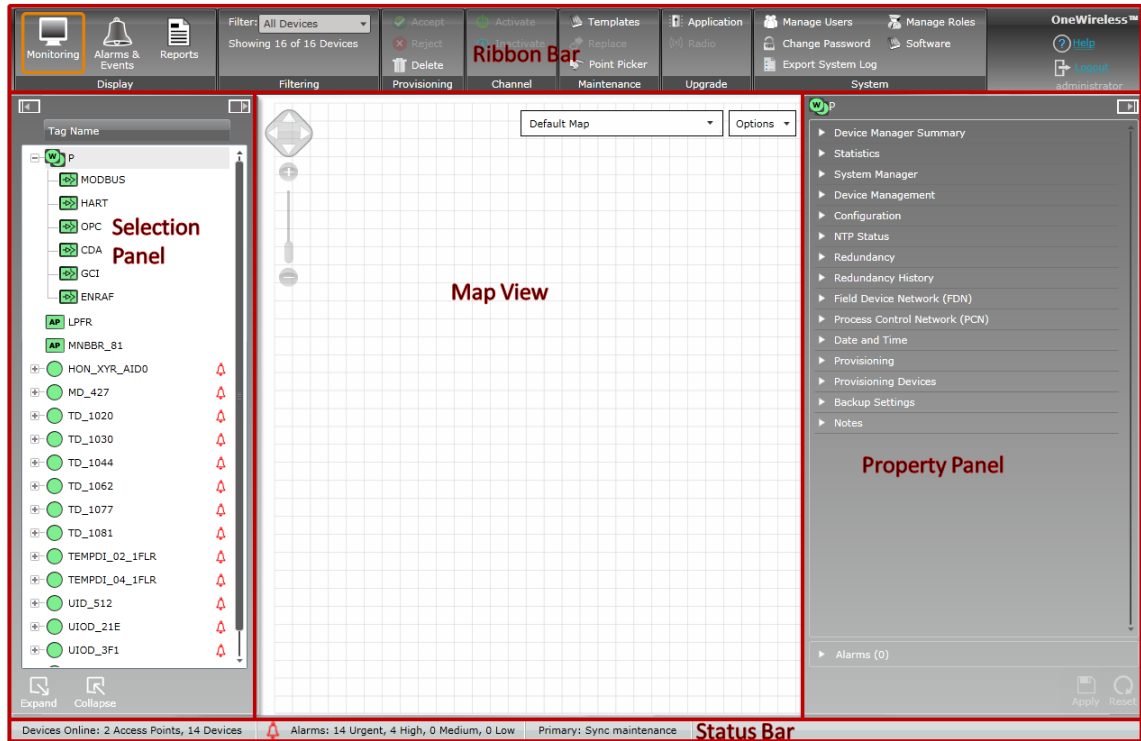 Monitoring
Alarms & Events
Reports
Display
Filter: All Devices
Showing 16 of 16 Devices
Filtering
Accept
Reject
Delete
Provisioning
Activate
Inactivate
Channel
Ribbon Bar
Templates
Replace
Point Picker
Maintenance
Application
Radio
Upgrade
Manage Users
Manage Roles
Change Password
Software
Export System Log
System
OneWireless™
Help
Logout
administrator
Tag Name
W P
MODBUS
HART
OPC
CDA
GCI
ENRAF
AP LPFR
AP MNBBR_81
HON_XYR_AID0
MD_427
TD_1020
TD_1030
TD_1044
TD_1062
TD_1077
TD_1081
TEMPDI_02_1FLR
TEMPDI_04_1FLR
UID_512
UIOD_21E
UIOD_3F1
Selection
Panel
Expand
Collapse
Default Map
Options
Map View
W P
Device Manager Summary
Statistics
System Manager
Device Management
Configuration
NTP Status
Redundancy
Redundancy History
Field Device Network (FDN)
Process Control Network (PCN)
Date and Time
Provisioning
Provisioning Devices
Backup Settings
Notes
Property Panel
Alarms (0)
Apply
Reset
Devices Online: 2 Access Points, 14 Devices
Alarms: 14 Urgent, 4 High, 0 Medium, 0 Low
Primary: Sync maintenance
Status Bar